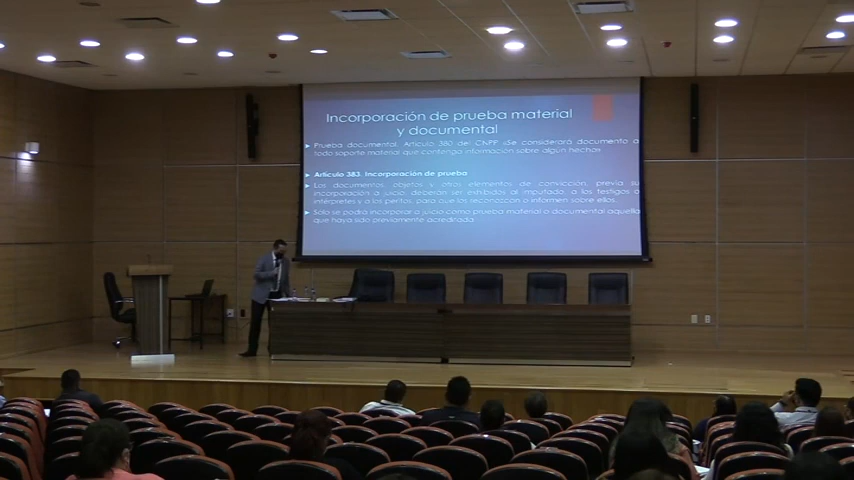 Incorporación de prueba material
y documental
Prueba documental. Artículo 380 del CNPP «Se considerará documento a
todo soporte material que contenga información sobre algún hecho»
Artículo 383. Incorporación de prueba
Los documentos, objetos y otros elementos de convicción, previa su
incorporación a juicio, deberán ser exhibidos al imputado, a los testigos o
intérpretes y a los peritos, para que los reconozcan o informen sobre ellos.
Sólo se podrá incorporar a juicio como prueba material o documental aquella
que haya sido previamente acreditada.